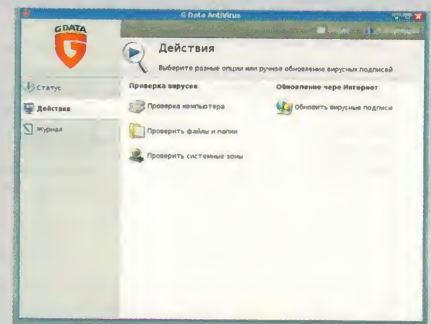 G Data AntiVirus
G DATA
Действия
Выберите разные опции или ручное обновление вирусных подписей
Статус
Действия
Журнал
Проверка вирусов
Проверка компьютера
Проверить файлы и папки
Проверить системные зоны
Обновление чере Интернет
Обновить вирусные подписи